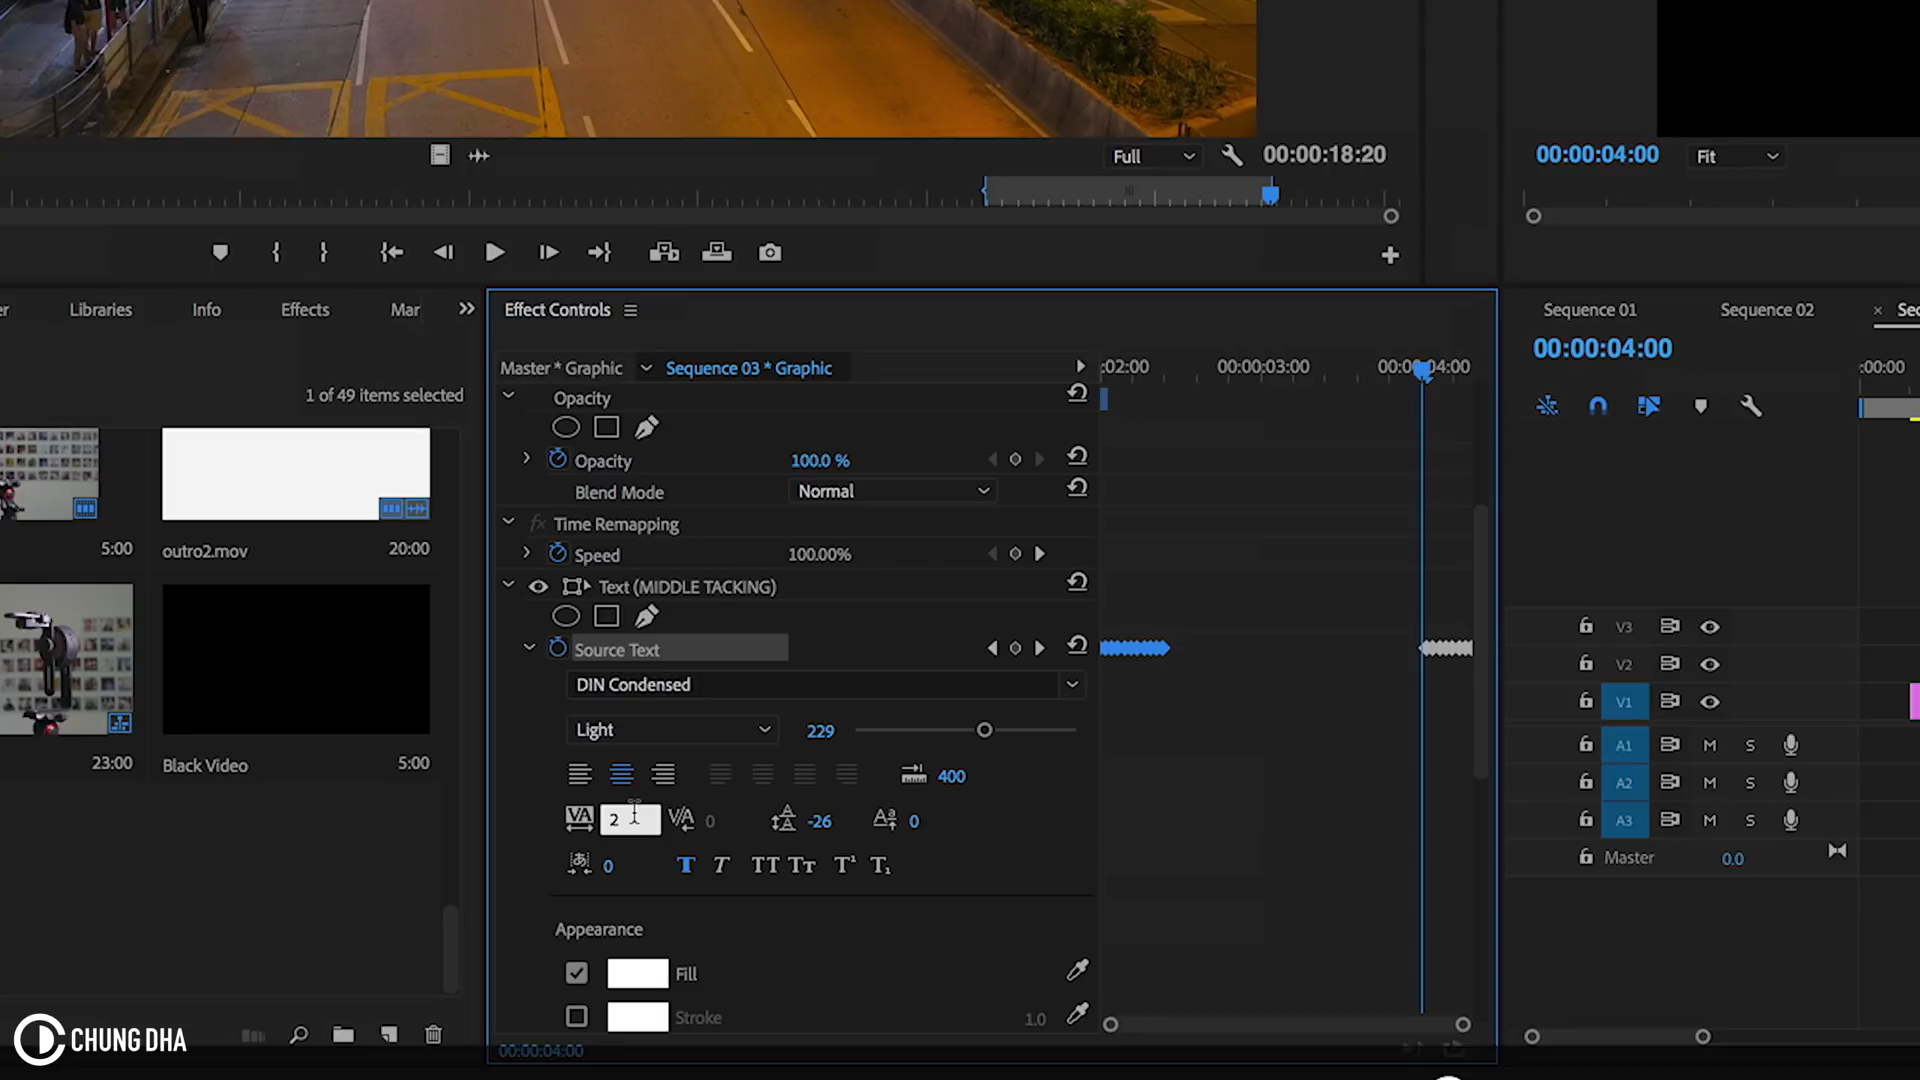 Full
00:00:18:20
00:00:04:00
Fit
Libraries
Info
Effects
Mar
Effect Controls
Sequence 01
Sequence 02
00:00:04:00
1 of 49 items selected
Master * Graphic
Sequence 03 * Graphic
:02:00
00:00:03:00
00:00:04:00
:00:00
Opacity
Opacity
100.0 %
Blend Mode
Normal
fx Time Remapping
Speed
100.00%
5:00
outro2.mov
20:00
Text (MIDDLE TACKING)
Source Text
DIN Condensed
Light
229
400
VA
2
V/A
0
-26
Aa
0
あ
0
T
T
TT
Tт
T¹
T₁
23:00
Black Video
5:00
V3
V2
V1
A1
M
S
A2
M
S
A3
M
S
Master
0.0
Appearance
Fill
Stroke
1.0
00:00:04:00
CHUNG DHA